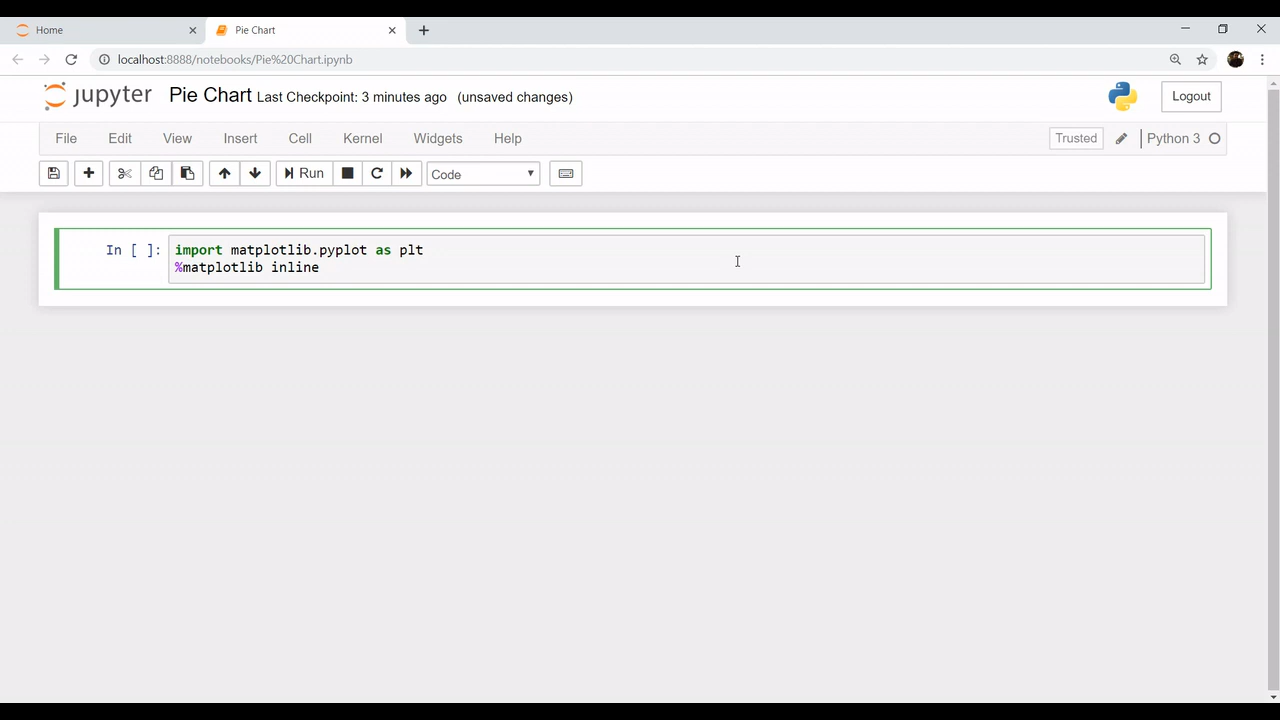 Home
Pie Chart
localhost:8888/notebooks/Pie%20Chart.ipynb
jupyter Pie Chart Last Checkpoint: 3 minutes ago (unsaved changes)
Logout
File Edit View Insert Cell Kernel Widgets Help
Trusted Python 3
Run Code
In [ ]: import matplotlib.pyplot as plt
%matplotlib inline